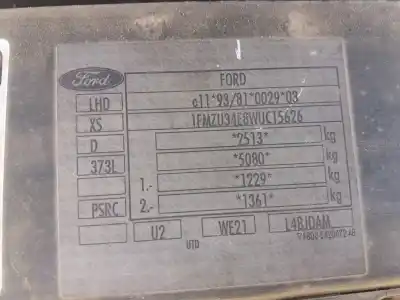 Ford FORD
LHD e11*93/81*0029*03
XS 1FMZU34E8WUC15626
D *2513* kg
373L *5080* kg
1.- *1229* kg
PSRC 2.- *1361* kg
U2 WE21 L4BJDAM
UTD